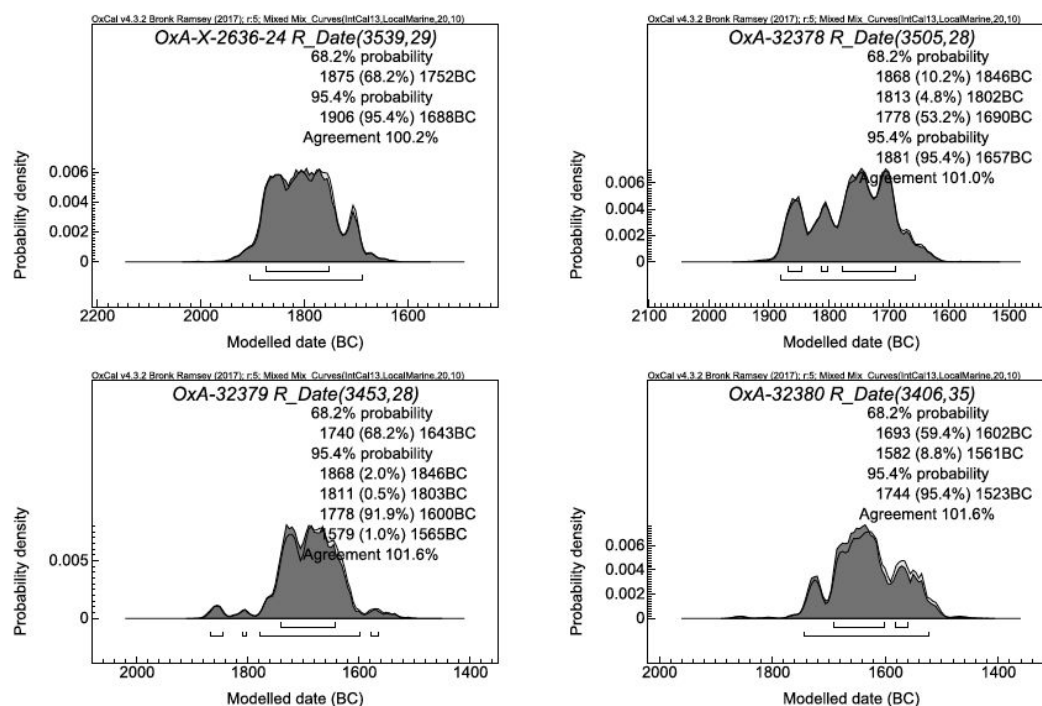 OxCal v4.3.2 Bronk Ramsey (2017); r:5; Mixed Mix_Curves(IntCal13,LocalMarine,20,10)
OxA-X-2636-24 R_Date(3539,29)
68.2% probability
1875 (68.2%) 1752BC
95.4% probability
1906 (95.4%) 1688BC
Agreement 100.2%
Probability density
0.006
0.004
0.002
0
2200 2000 1800 1600
Modelled date (BC)
OxCal v4.3.2 Bronk Ramsey (2017); r:5; Mixed Mix_Curves(IntCal13,LocalMarine,20,10)
OxA-32378 R_Date(3505,28)
68.2% probability
1868 (10.2%) 1846BC
1813 (4.8%) 1802BC
1778 (53.2%) 1690BC
95.4% probability
1881 (95.4%) 1657BC
Agreement 101.0%
Probability density
0.006
0.004
0.002
0
2100 2000 1900 1800 1700 1600 1500
Modelled date (BC)
OxCal v4.3.2 Bronk Ramsey (2017); r:5; Mixed Mix_Curves(IntCal13,LocalMarine,20,10)
OxA-32379 R_Date(3453,28)
68.2% probability
1740 (68.2%) 1643BC
95.4% probability
1868 (2.0%) 1846BC
1811 (0.5%) 1803BC
1778 (91.9%) 1600BC
1579 (1.0%) 1565BC
Agreement 101.6%
Probability density
0.005
0
2000 1800 1600 1400
Modelled date (BC)
OxCal v4.3.2 Bronk Ramsey (2017); r:5; Mixed Mix_Curves(IntCal13,LocalMarine,20,10)
OxA-32380 R_Date(3406,35)
68.2% probability
1693 (59.4%) 1602BC
1582 (8.8%) 1561BC
95.4% probability
1744 (95.4%) 1523BC
Agreement 101.6%
Probability density
0.006
0.004
0.002
0
2000 1800 1600 1400
Modelled date (BC)